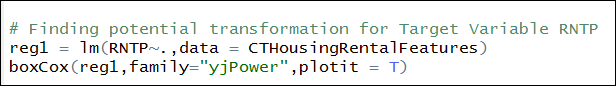 # Finding potential transformation for Target Variable RNTP
reg1 = lm(RNTP~.,data = CTHousingRentalFeatures)
boxCox(reg1,family="yjPower",plotit = T)